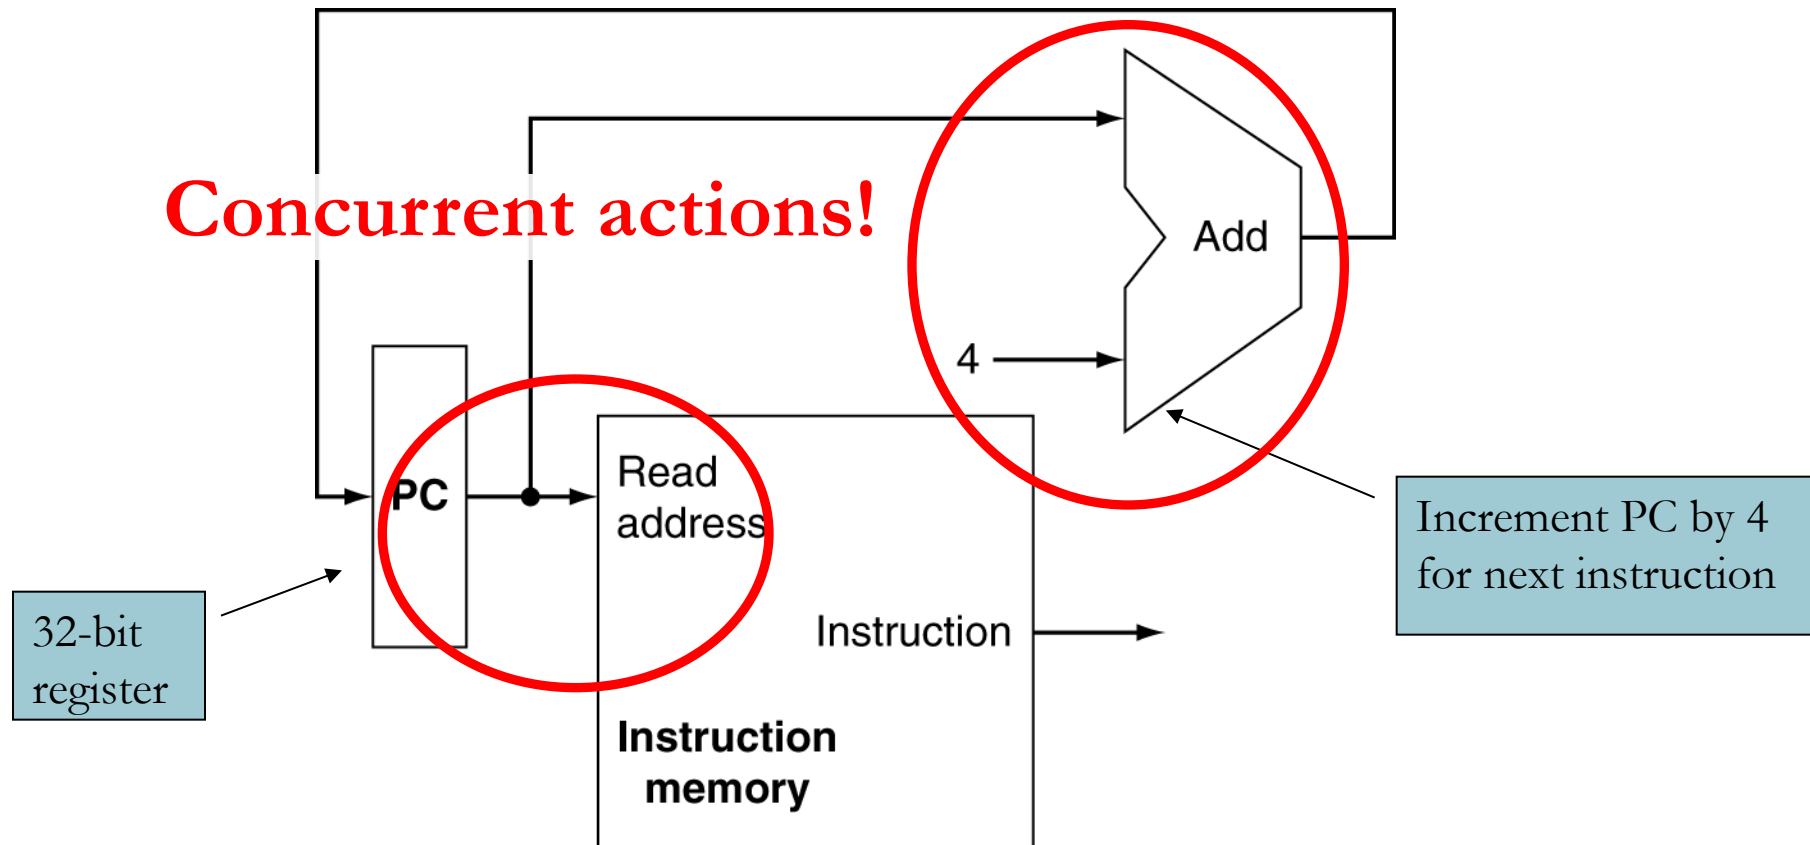 Concurrent actions!
Add
4
PC
Read
address
Increment PC by 4
for next instruction
32-bit
register
Instruction
Instruction
memory